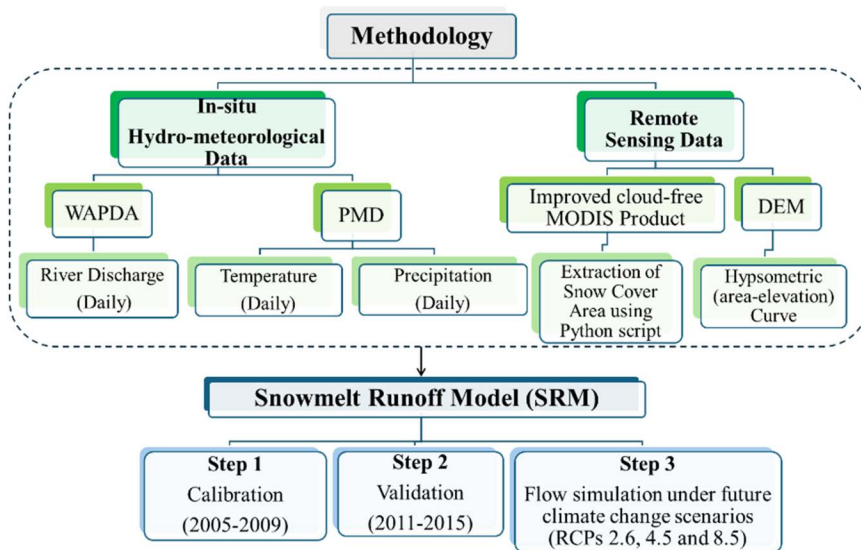 Methodology
In-situ
Hydro-meteorological
Data
Remote
Sensing Data
WAPDA
PMD
Improved cloud-free
MODIS Product
DEM
River Discharge
(Daily)
Temperature
(Daily)
Precipitation
(Daily)
Extraction of
Snow Cover
Area using
Python script
Hypsometric
(area-elevation)
Curve
Snowmelt Runoff Model (SRM)
Step 1
Calibration
(2005-2009)
Step 2
Validation
(2011-2015)
Step 3
Flow simulation under future
climate change scenarios
(RCPs 2.6, 4.5 and 8.5)